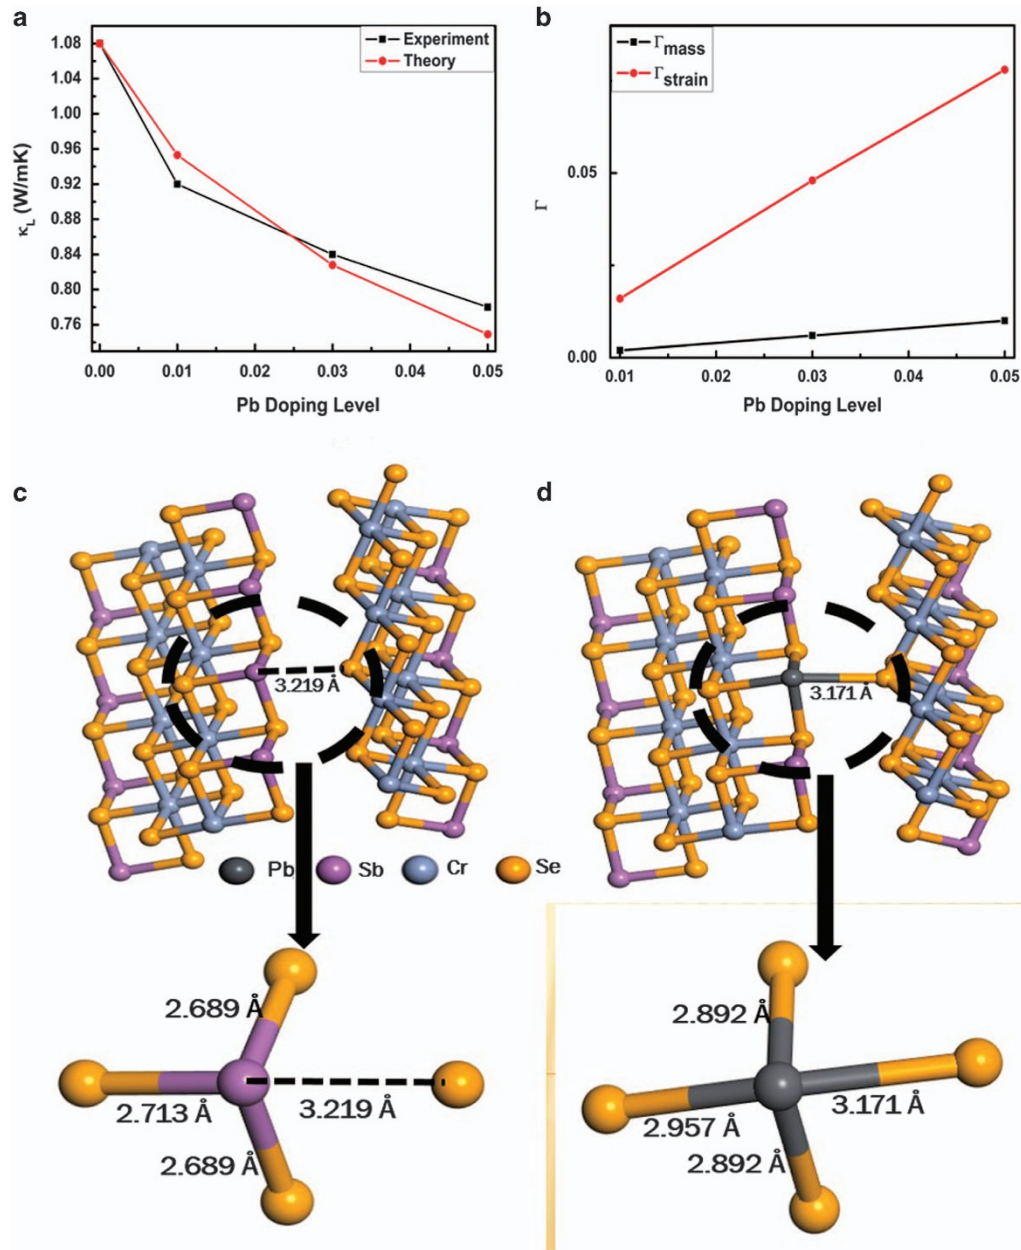 a
Experiment
Theory
1.08
1.04
1.00
0.96
0.92
0.88
0.84
0.80
0.76
κL (W/mK)
0.00 0.01 0.02 0.03 0.04 0.05
Pb Doping Level
b
Γmass
Γstrain
0.05
0.00
Γ
0.01 0.02 0.03 0.04 0.05
Pb Doping Level
c
3.219 Å
d
3.171 Å
Pb Sb Cr Se
2.689 Å
2.713 Å
3.219 Å
2.689 Å
2.892 Å
2.957 Å
3.171 Å
2.892 Å